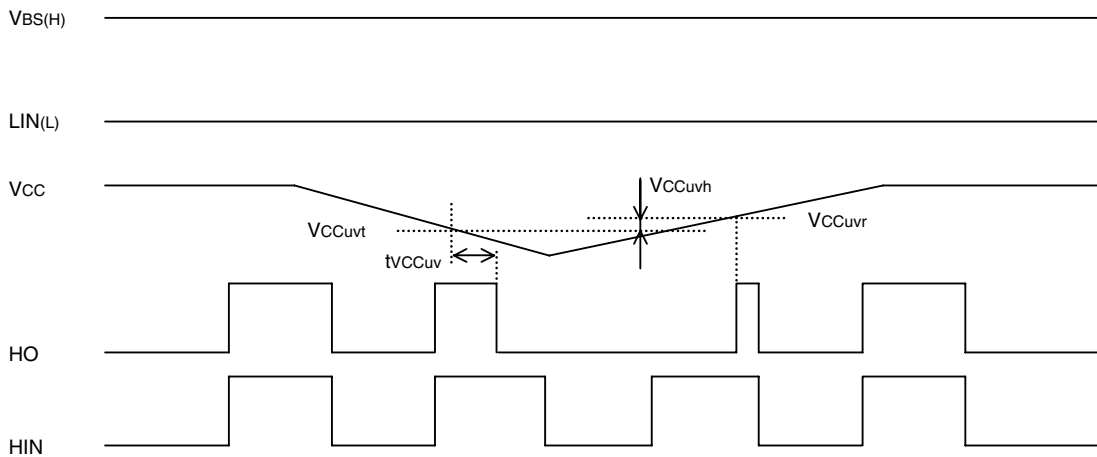 VBS(H)
LIN(L)
VCC
VCCuvh
VCCuvt
VCCuvr
tVCCuv
HO
HIN